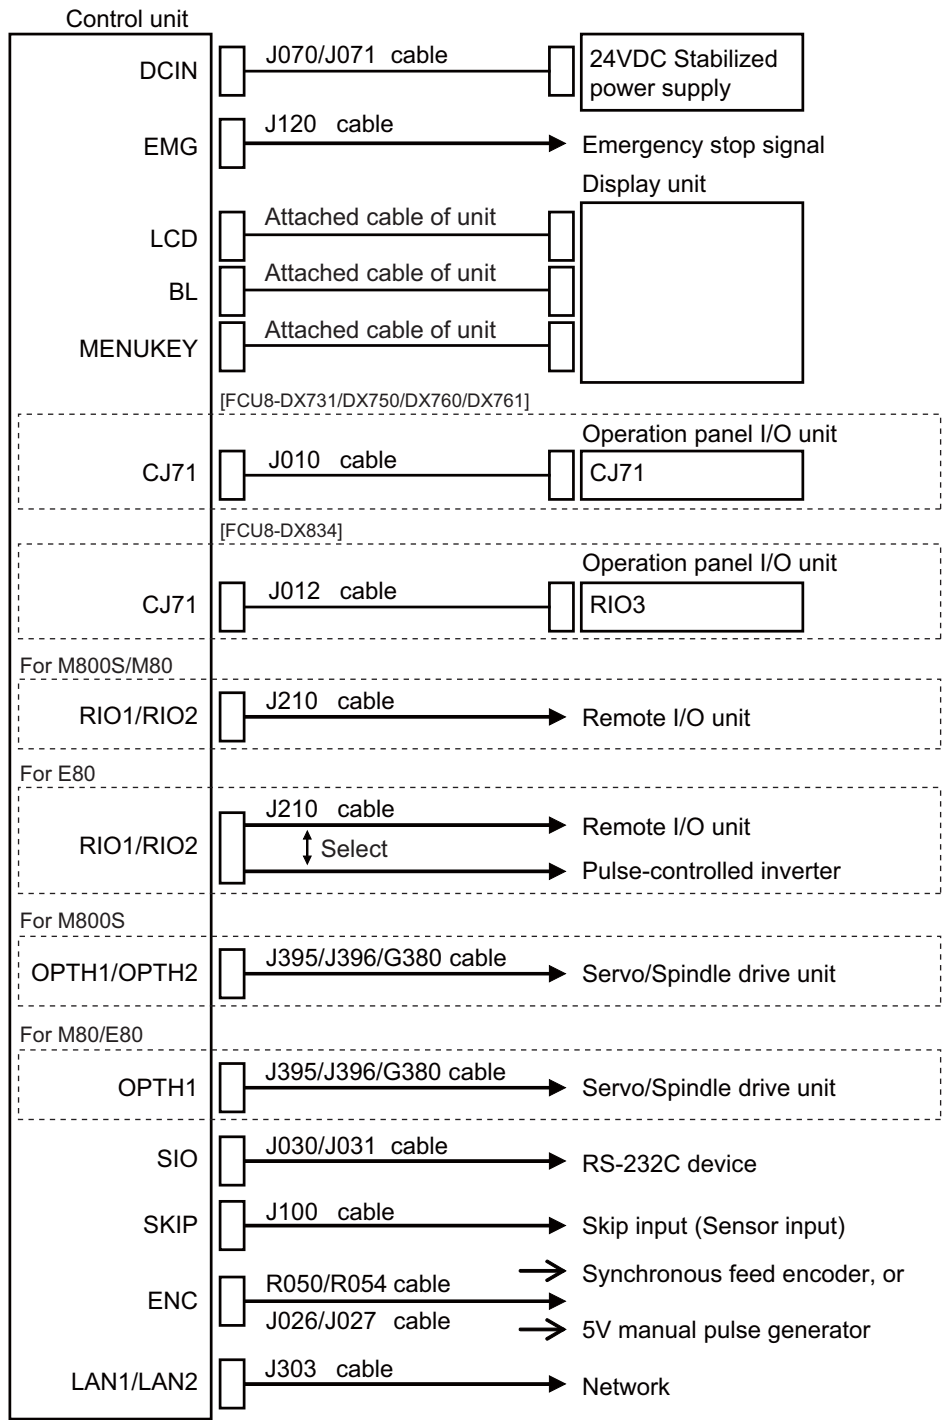 Control unit
DCIN
J070/J071 cable
24VDC Stabilized
power supply
EMG
J120 cable
Emergency stop signal
Display unit
LCD
Attached cable of unit
BL
Attached cable of unit
MENUKEY
Attached cable of unit
[FCU8-DX731/DX750/DX760/DX761]
Operation panel I/O unit
CJ71
J010 cable
CJ71
[FCU8-DX834]
Operation panel I/O unit
CJ71
J012 cable
RIO3
For M800S/M80
RIO1/RIO2
J210 cable
Remote I/O unit
For E80
RIO1/RIO2
J210 cable
Remote I/O unit
Select
Pulse-controlled inverter
For M800S
OPTH1/OPTH2
J395/J396/G380 cable
Servo/Spindle drive unit
For M80/E80
OPTH1
J395/J396/G380 cable
Servo/Spindle drive unit
SIO
J030/J031 cable
RS-232C device
SKIP
J100 cable
Skip input (Sensor input)
ENC
R050/R054 cable
Synchronous feed encoder, or
J026/J027 cable
5V manual pulse generator
LAN1/LAN2
J303 cable
Network